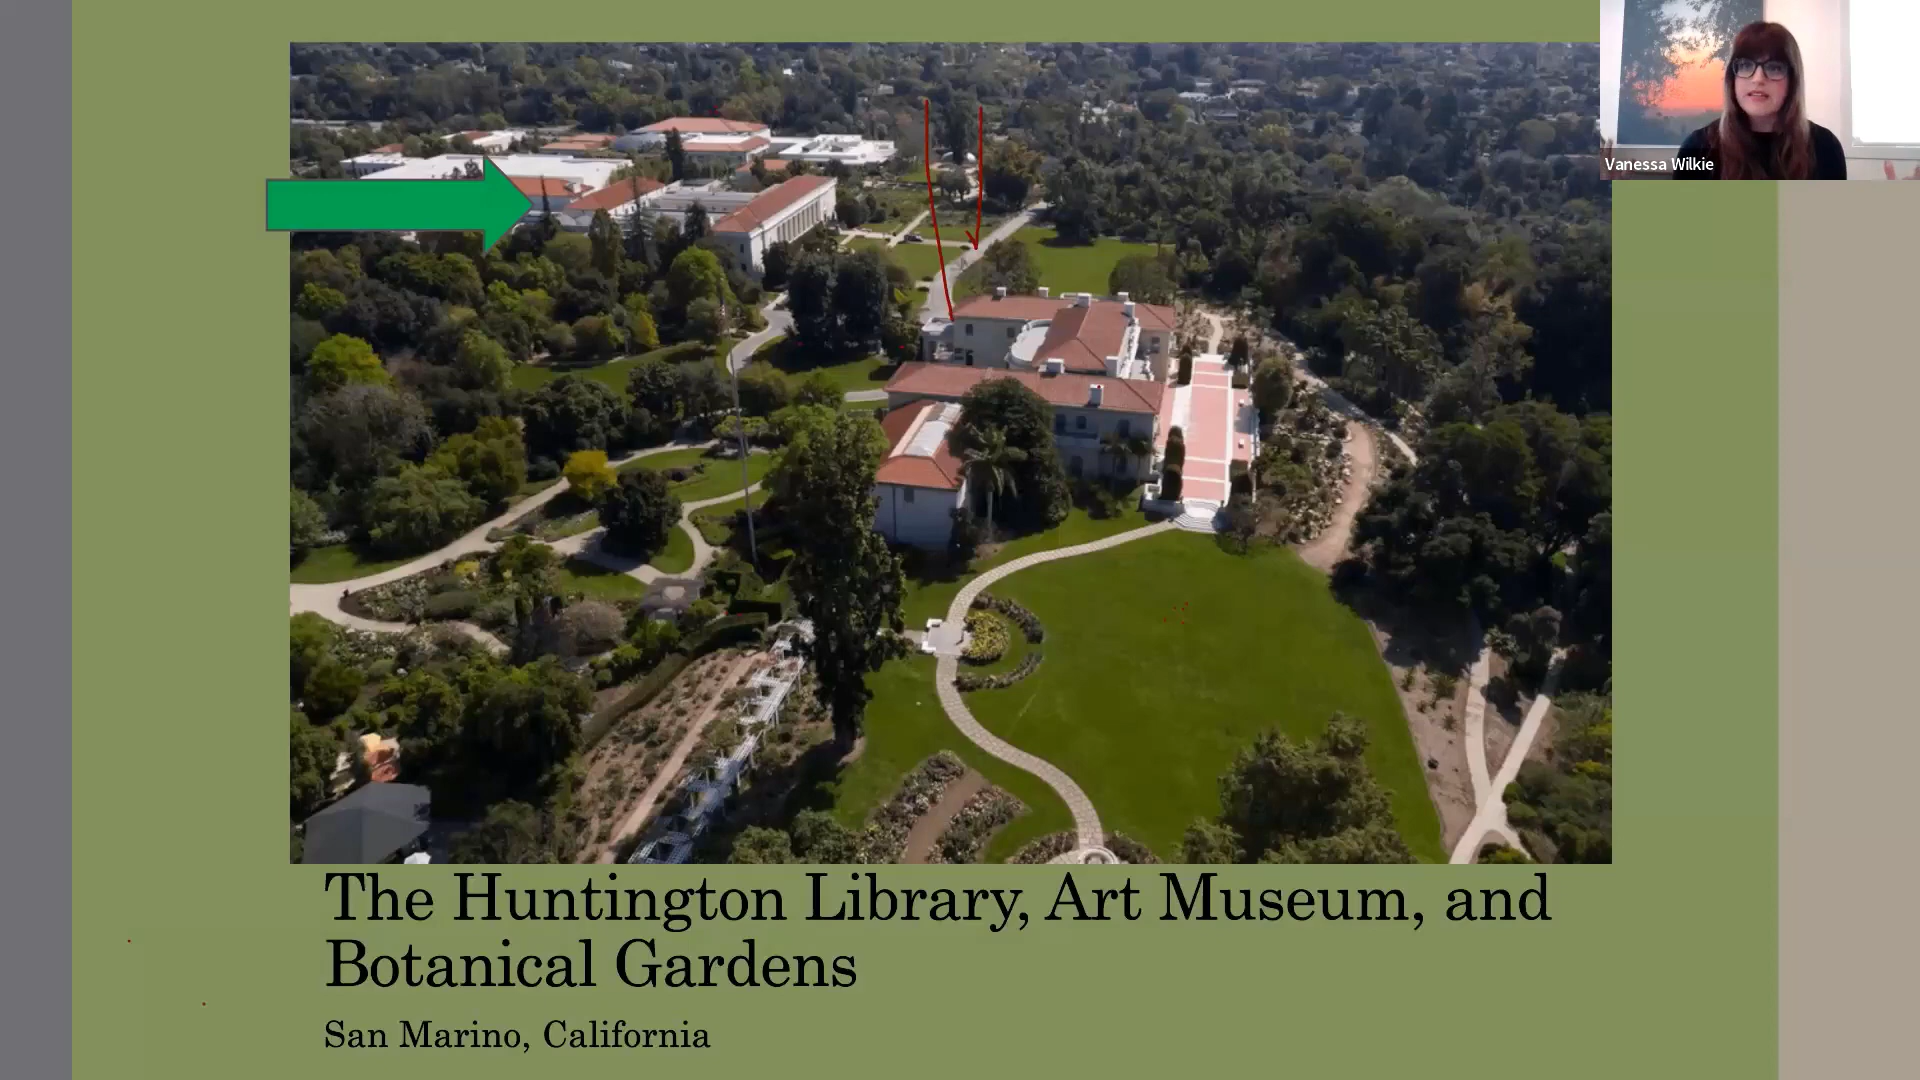 Vanessa Wilkie
The Huntington Library, Art Museum, and
Botanical Gardens
San Marino, California